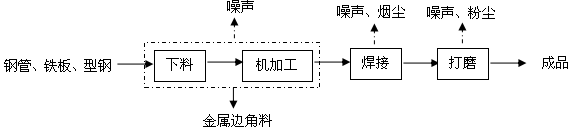 噪声
噪声、烟尘
噪声、粉尘
钢管、铁板、型钢
下料
机加工
焊接
打磨
成品
金属边角料